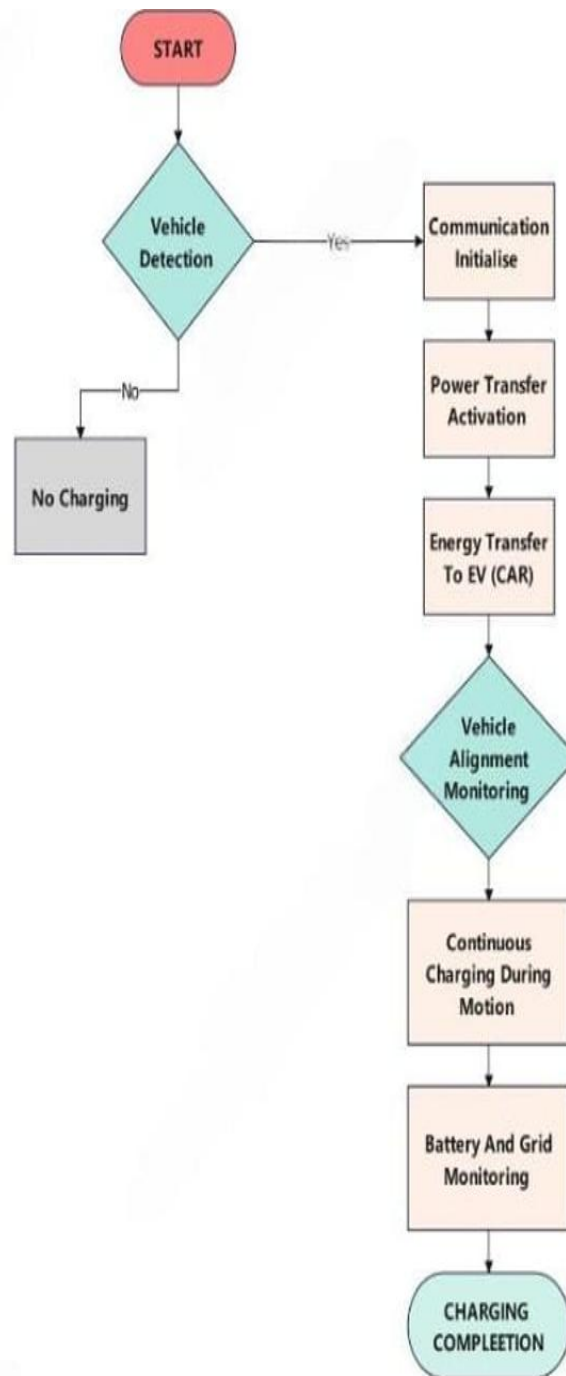 START
Vehicle
Detection
Yes
No
No Charging
Communication
Initialise
Power Transfer
Activation
Energy Transfer
To EV (CAR)
Vehicle
Alignment
Monitoring
Continuous
Charging During
Motion
Battery And Grid
Monitoring
CHARGING
COMPLEETION